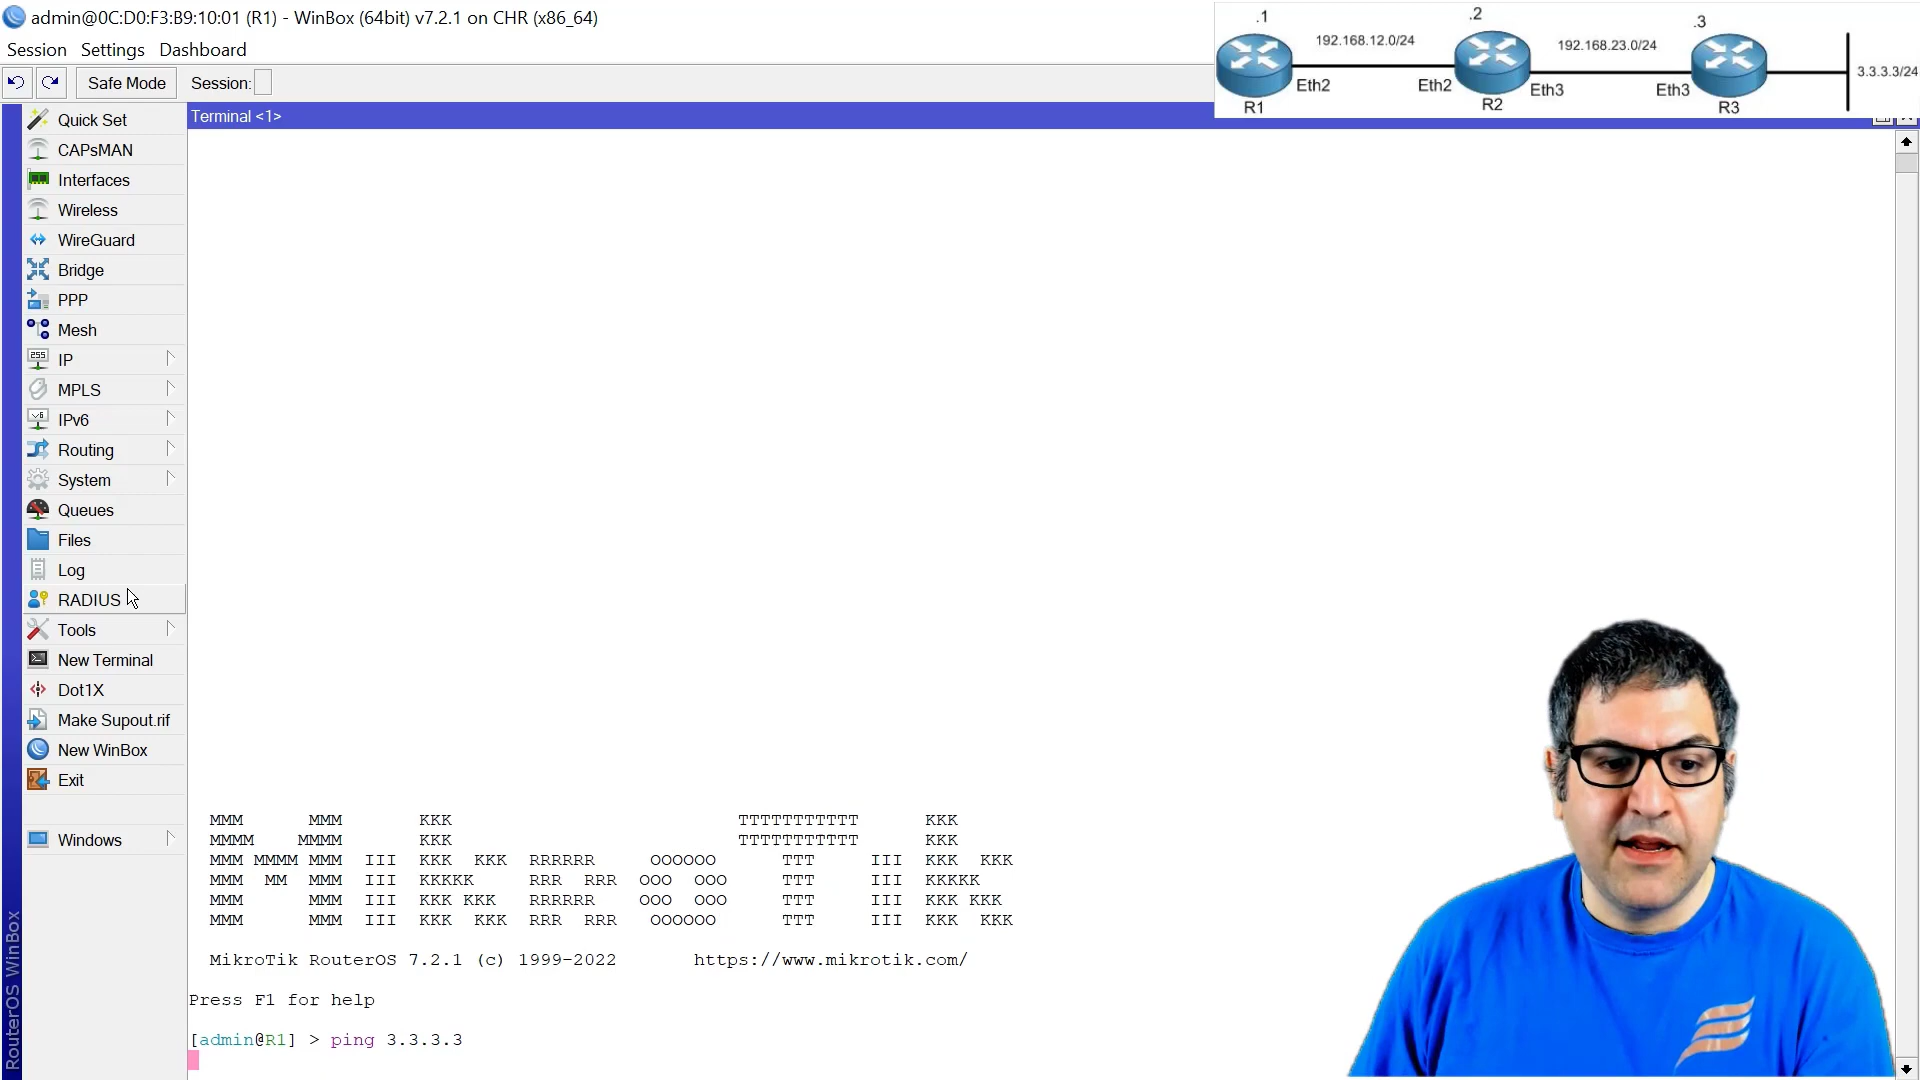 admin@0C:D0:F3:B9:10:01 (R1) - WinBox (64bit) v7.2.1 on CHR (x86_64)
Session Settings Dashboard
Safe Mode Session:
.1 .2 .3
192.168.12.0/24 192.168.23.0/24
3.3.3.3/24
Eth2 Eth2 Eth3 Eth3
R1 R2 R3
Terminal <1>
Quick Set
CAPsMAN
Interfaces
Wireless
WireGuard
Bridge
PPP
Mesh
IP
MPLS
IPv6
Routing
System
Queues
Files
Log
RADIUS
Tools
New Terminal
Dot1X
Make Supout.rif
New WinBox
Exit
Windows
RouterOS WinBox
MMM      MMM       KKK                          TTTTTTTTTTT      KKK
MMMM    MMMM       KKK                          TTTTTTTTTTT      KKK
MMM MMMM MMM  III  KKK  KKK  RRRRRR     OOOOOO      TTT     III  KKK  KKK
MMM  MM  MMM  III  KKKKK     RRR  RRR  OOO  OOO     TTT     III  KKKKK
MMM      MMM  III  KKK KKK   RRRRRR    OOO  OOO     TTT     III  KKK KKK
MMM      MMM  III  KKK  KKK  RRR  RRR   OOOOOO      TTT     III  KKK  KKK
MikroTik RouterOS 7.2.1 (c) 1999-2022       https://www.mikrotik.com/
Press F1 for help
[admin@R1] > ping 3.3.3.3